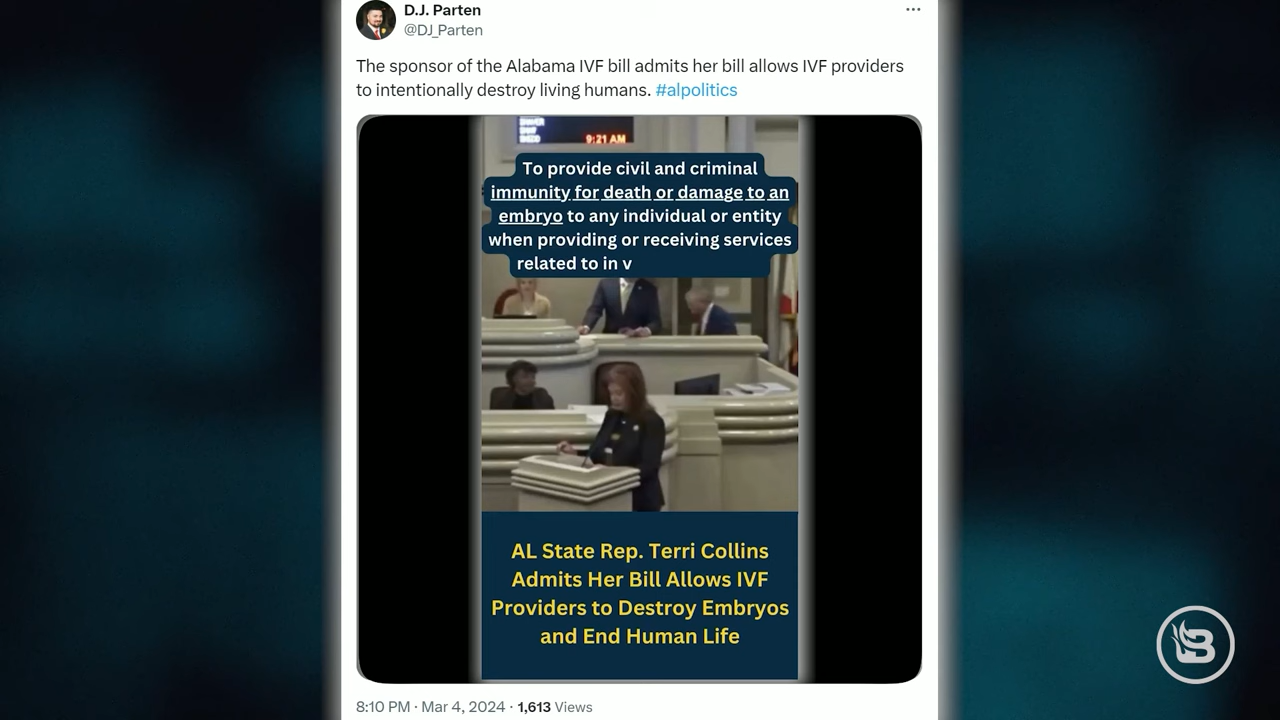 D.J. Parten
@DJ_Parten
The sponsor of the Alabama IVF bill admits her bill allows IVF providers
to intentionally destroy living humans. #alpolitics
9:21 AM
To provide civil and criminal
immunity for death or damage to an
embryo to any individual or entity
when providing or receiving services
related to in v
AL State Rep. Terri Collins
Admits Her Bill Allows IVF
Providers to Destroy Embryos
and End Human Life
8:10 PM · Mar 4, 2024 · 1,613 Views
B